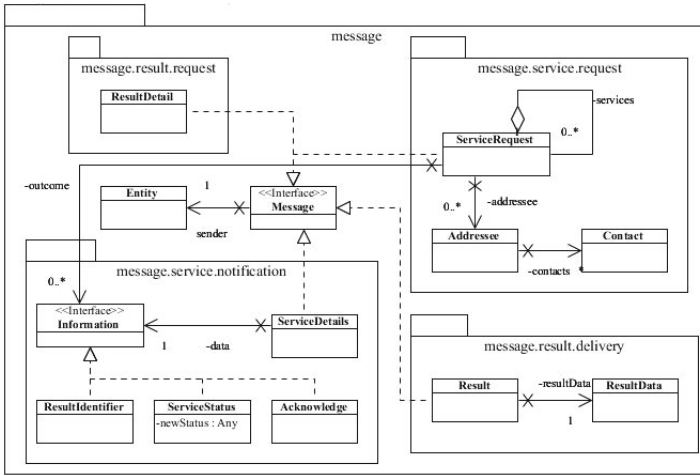 message
message.result.request
ResultDetail
message.service.request
-services
0..*
ServiceRequest
-outcome
Entity
1
sender
<<Interface>>
Message
0..*
-addressee
Addressee
Contact
-contacts *
message.service.notification
0..*
<<Interface>>
Information
1
-data
ServiceDetails
ResultIdentifier
ServiceStatus
-newStatus : Any
Acknowledge
message.result.delivery
Result
-resultData
1
ResultData